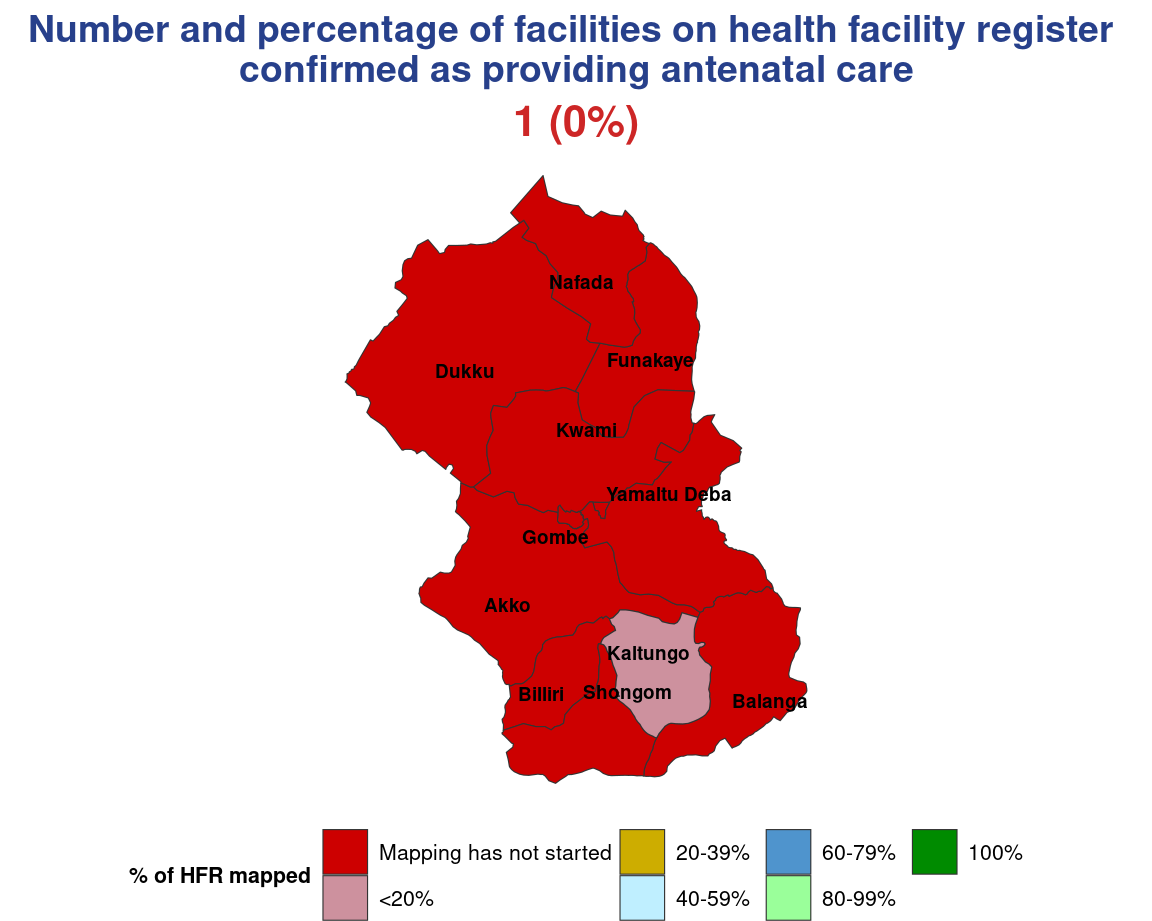 Number and percentage of facilities on health facility register
confirmed as providing antenatal care
1 (0%)
Nafada
Funakaye
Dukku
Kwami
Yamaltu Deba
Gombe
Akko
Kaltungo
Billiri
Shongom
Balanga
% of HFR mapped
Mapping has not started
<20%
20-39%
40-59%
60-79%
80-99%
100%